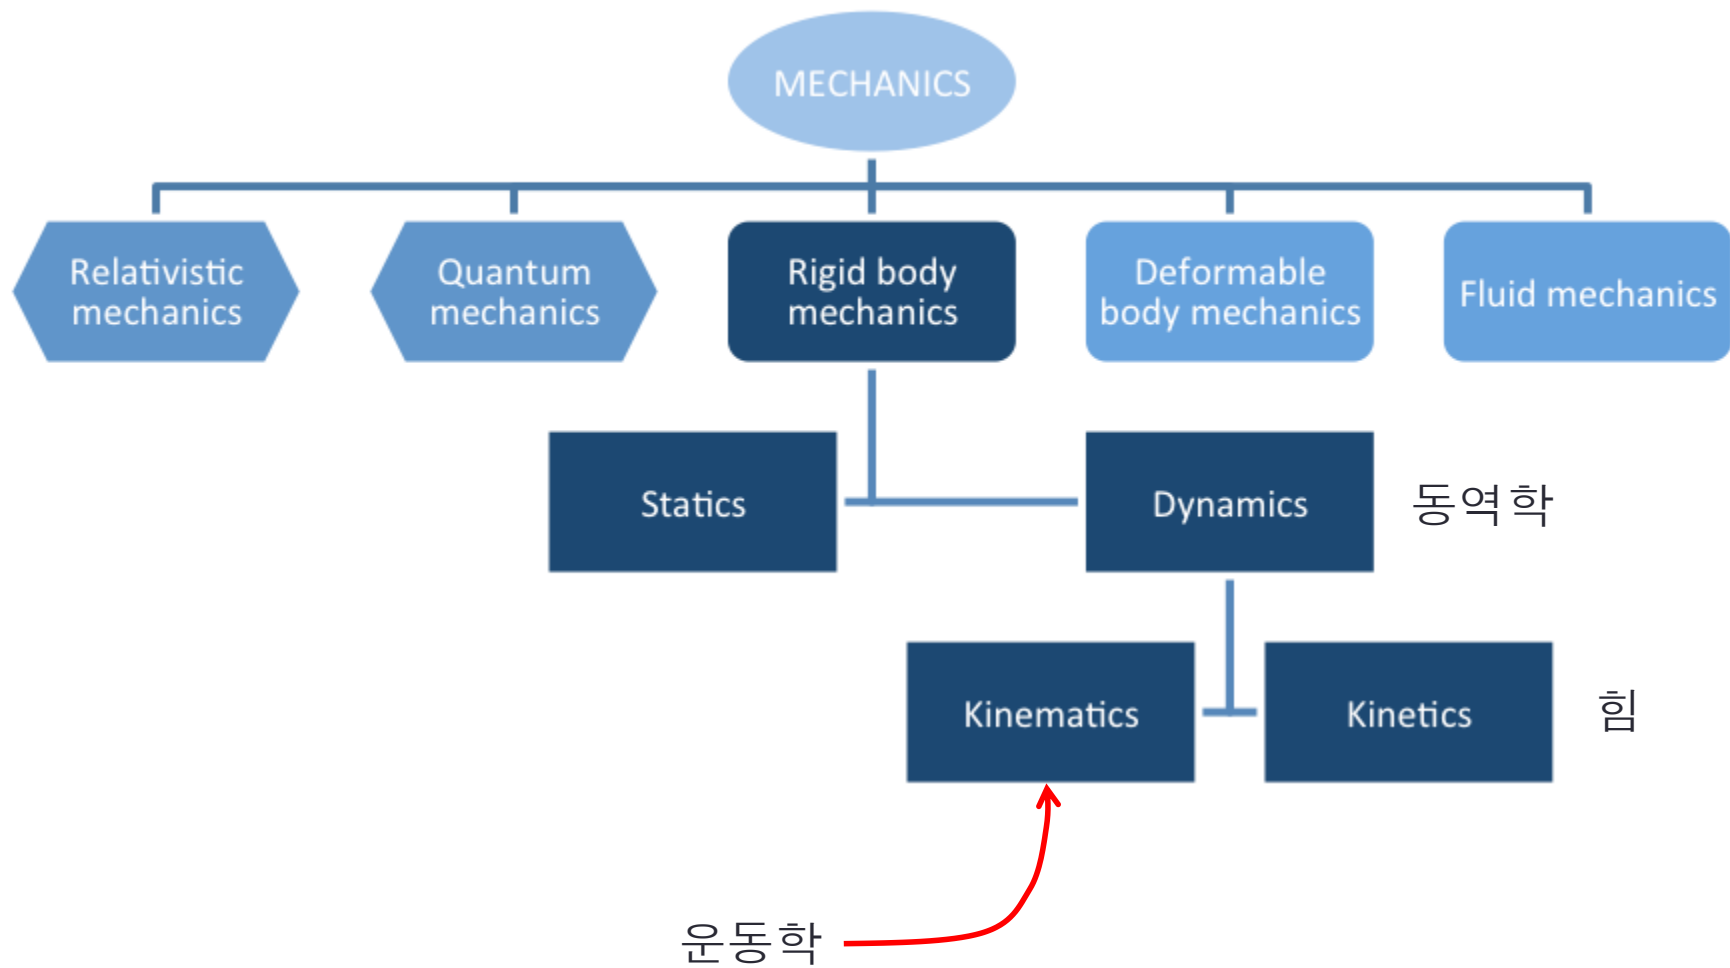 MECHANICS
Relativistic
mechanics
Quantum
mechanics
Rigid body
mechanics
Deformable
body mechanics
Fluid mechanics
Statics
Dynamics
동역학
Kinematics
Kinetics
힘
운동학